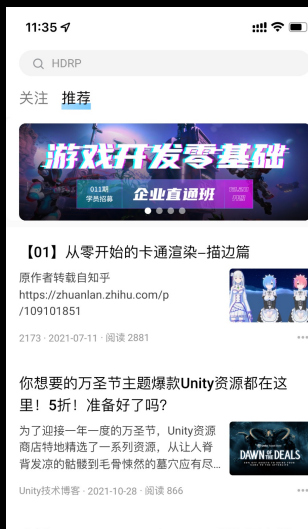 11:35
HDRP
关注 推荐
游戏开发零基础
011期
学员招募
企业直通班
【01】从零开始的卡通渲染–描边篇
原作者转载自知乎
https://zhuanlan.zhihu.com/p
/109101851
2173 · 2021-07-11 · 阅读 2881
你想要的万圣节主题爆款Unity资源都在这
里！5折！准备好了吗？
为了迎接一年一度的万圣节，Unity资源
商店特地精选了一系列资源，从让人脊
背发凉的骷髅到毛骨悚然的墓穴应有尽...
DAWN OF THE DEALS
Unity技术博客 · 2021-10-28 · 阅读 866